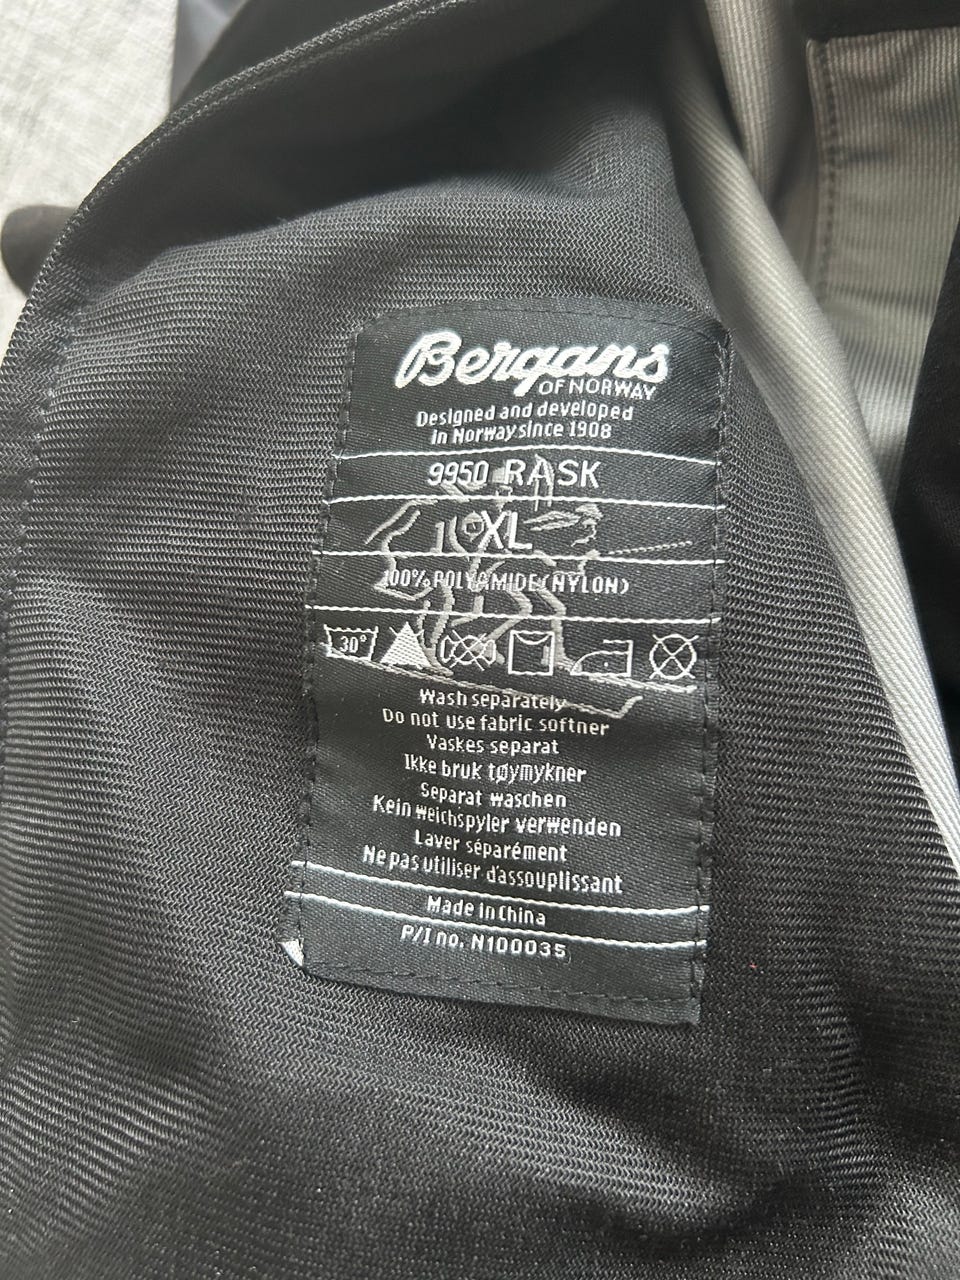 Bergans
OF NORWAY
Designed and developed
in Norway since 1908
9950 RASK
XL
100% POLYAMIDE (NYLON)
30°
Wash separately
Do not use fabric softner
Vaskes separat
Ikke bruk tøymykner
Separat waschen
Kein weichspyler verwenden
Laver séparément
Ne pas utiliser d'assouplissant
Made in China
P/I no. N100035